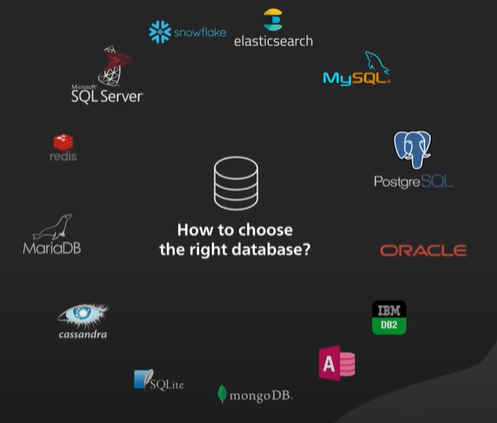 snowflake
elasticsearch
Microsoft
SQL Server
MySQL
redis
PostgreSQL
How to choose
the right database?
MariaDB
ORACLE
IBM
DB2
cassandra
A
SQLite
mongoDB